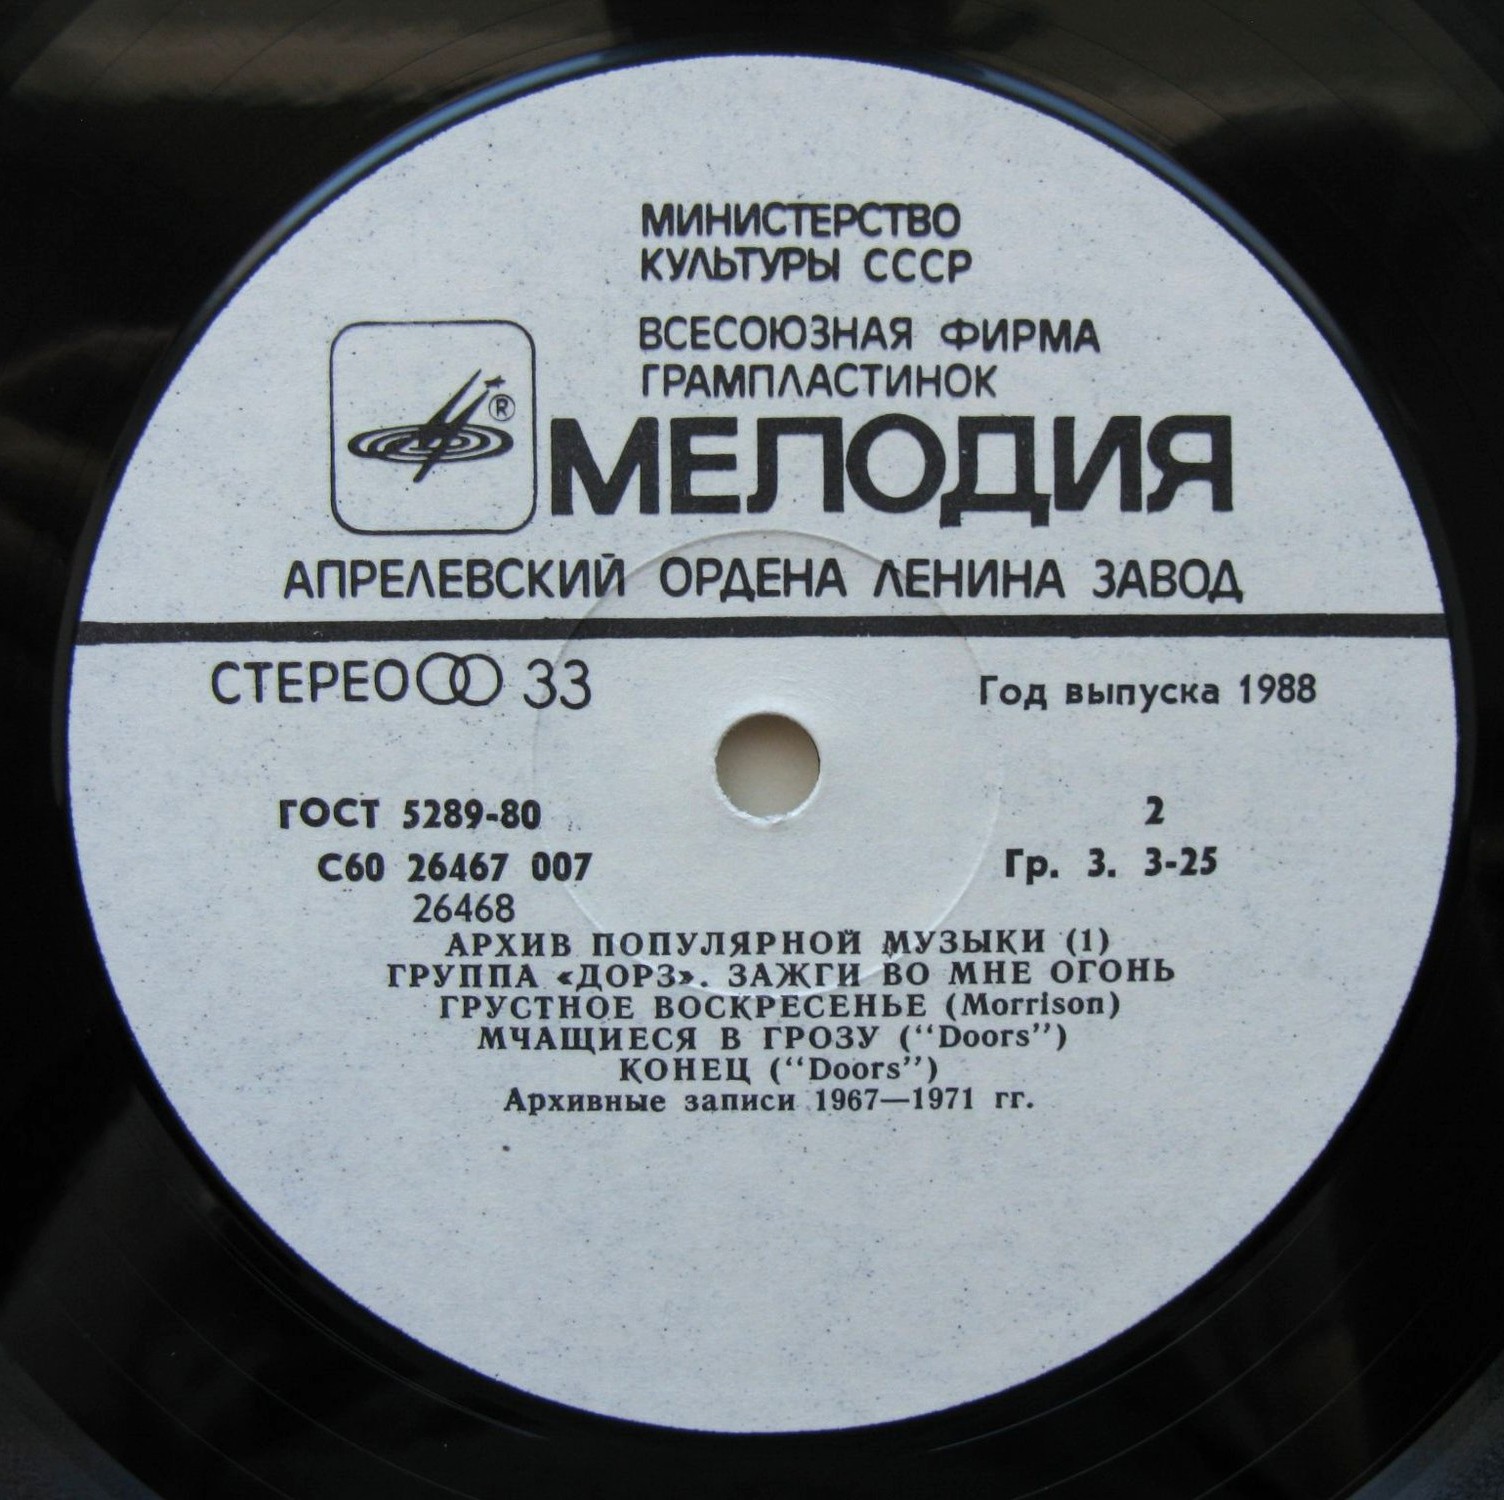 МИНИСТЕРСТВО
КУЛЬТУРЫ СССР
ВСЕСОЮЗНАЯ ФИРМА
ГРАМПЛАСТИНОК
®
МЕЛОДИЯ
АПРЕЛЕВСКИЙ ОРДЕНА ЛЕНИНА ЗАВОД
СТЕРЕО 33
Год выпуска 1988
ГОСТ 5289-80
2
С60 26467 007
Гр. 3. 3-25
26468
АРХИВ ПОПУЛЯРНОЙ МУЗЫКИ (1)
ГРУППА «ДОРЗ». ЗАЖГИ ВО МНЕ ОГОНЬ
ГРУСТНОЕ ВОСКРЕСЕНЬЕ (Morrison)
МЧАЩИЕСЯ В ГРОЗУ (“Doors”)
КОНЕЦ (“Doors”)
Архивные записи 1967—1971 гг.